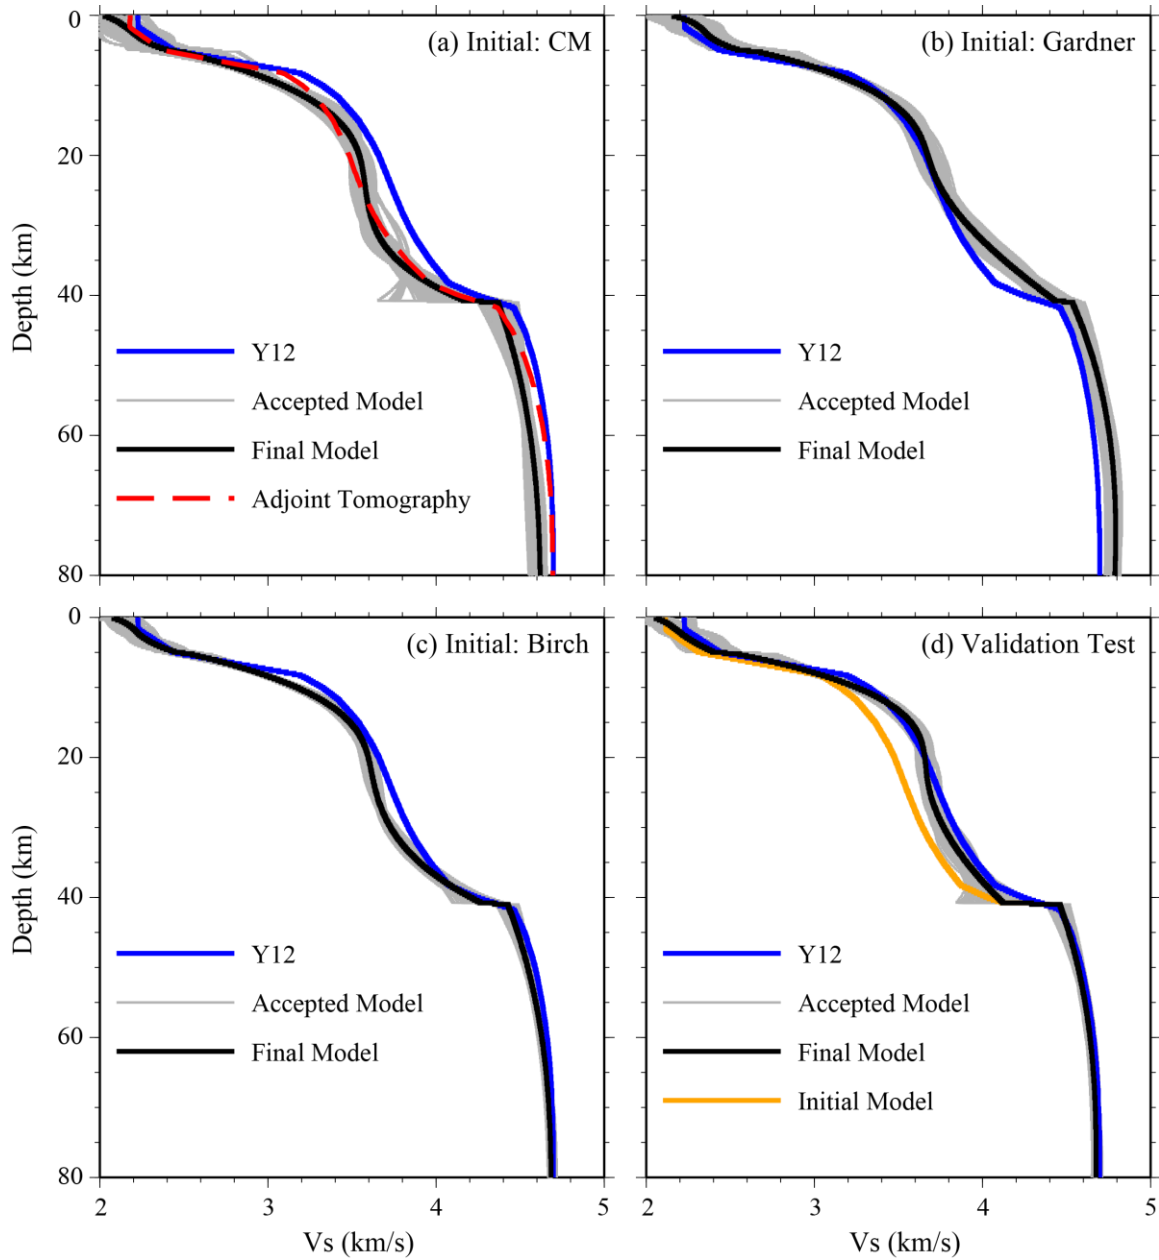 0
20
40
60
80
Depth (km)
(a) Initial: CM
Y12
Accepted Model
Final Model
Adjoint Tomography
(b) Initial: Gardner
Y12
Accepted Model
Final Model
0
20
40
60
80
Depth (km)
(c) Initial: Birch
Y12
Accepted Model
Final Model
2
3
4
5
Vs (km/s)
(d) Validation Test
Y12
Accepted Model
Final Model
Initial Model
2
3
4
5
Vs (km/s)